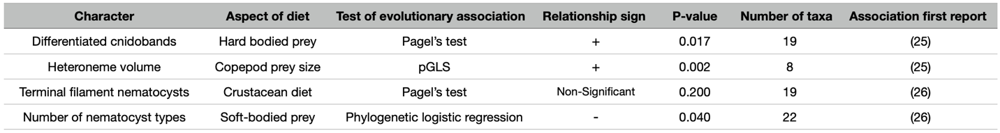 Character Aspect of diet Test of evolutionary association Relationship sign P-value Number of taxa Association first report
Differentiated cnidobands Hard bodied prey Pagel’s test + 0.017 19 (25)
Heteroneme volume Copepod prey size pGLS + 0.002 8 (25)
Terminal filament nematocysts Crustacean diet Pagel’s test Non-Significant 0.200 19 (26)
Number of nematocyst types Soft-bodied prey Phylogenetic logistic regression - 0.040 22 (26)